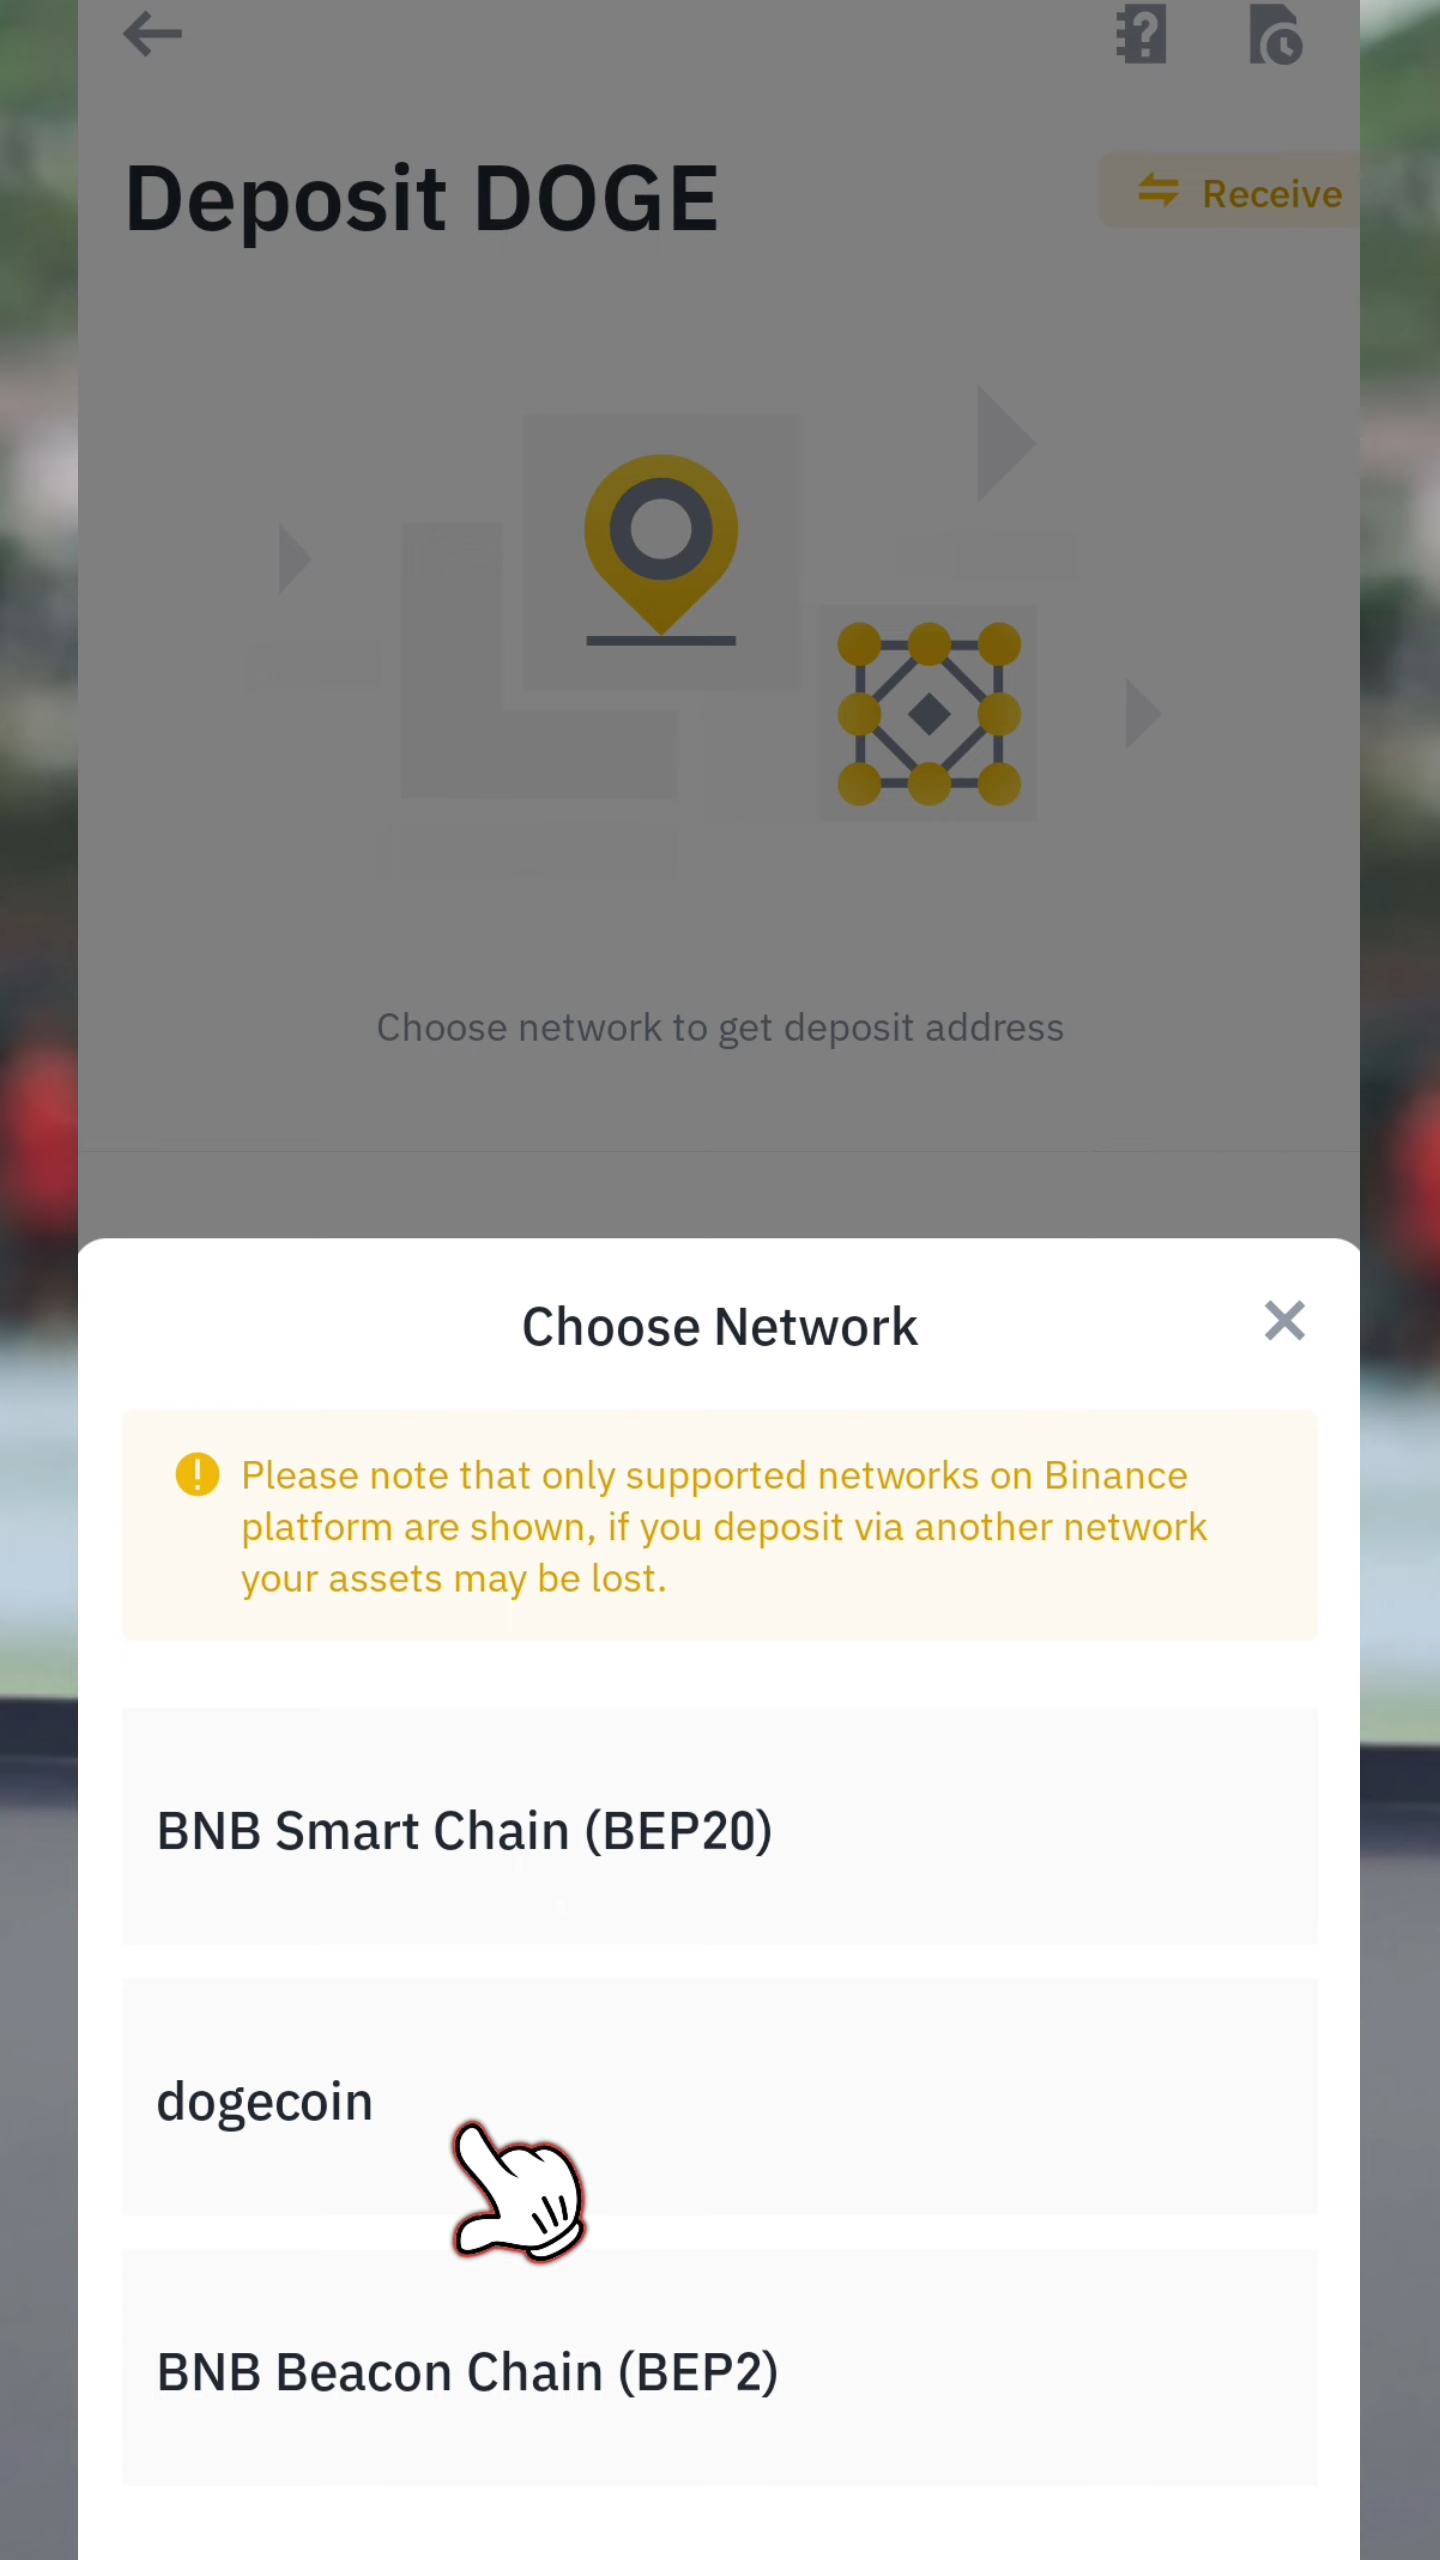 Deposit DOGE
Receive
Choose network to get deposit address
Choose Network
Please note that only supported networks on Binance
platform are shown, if you deposit via another network
your assets may be lost.
BNB Smart Chain (BEP20)
dogecoin
BNB Beacon Chain (BEP2)